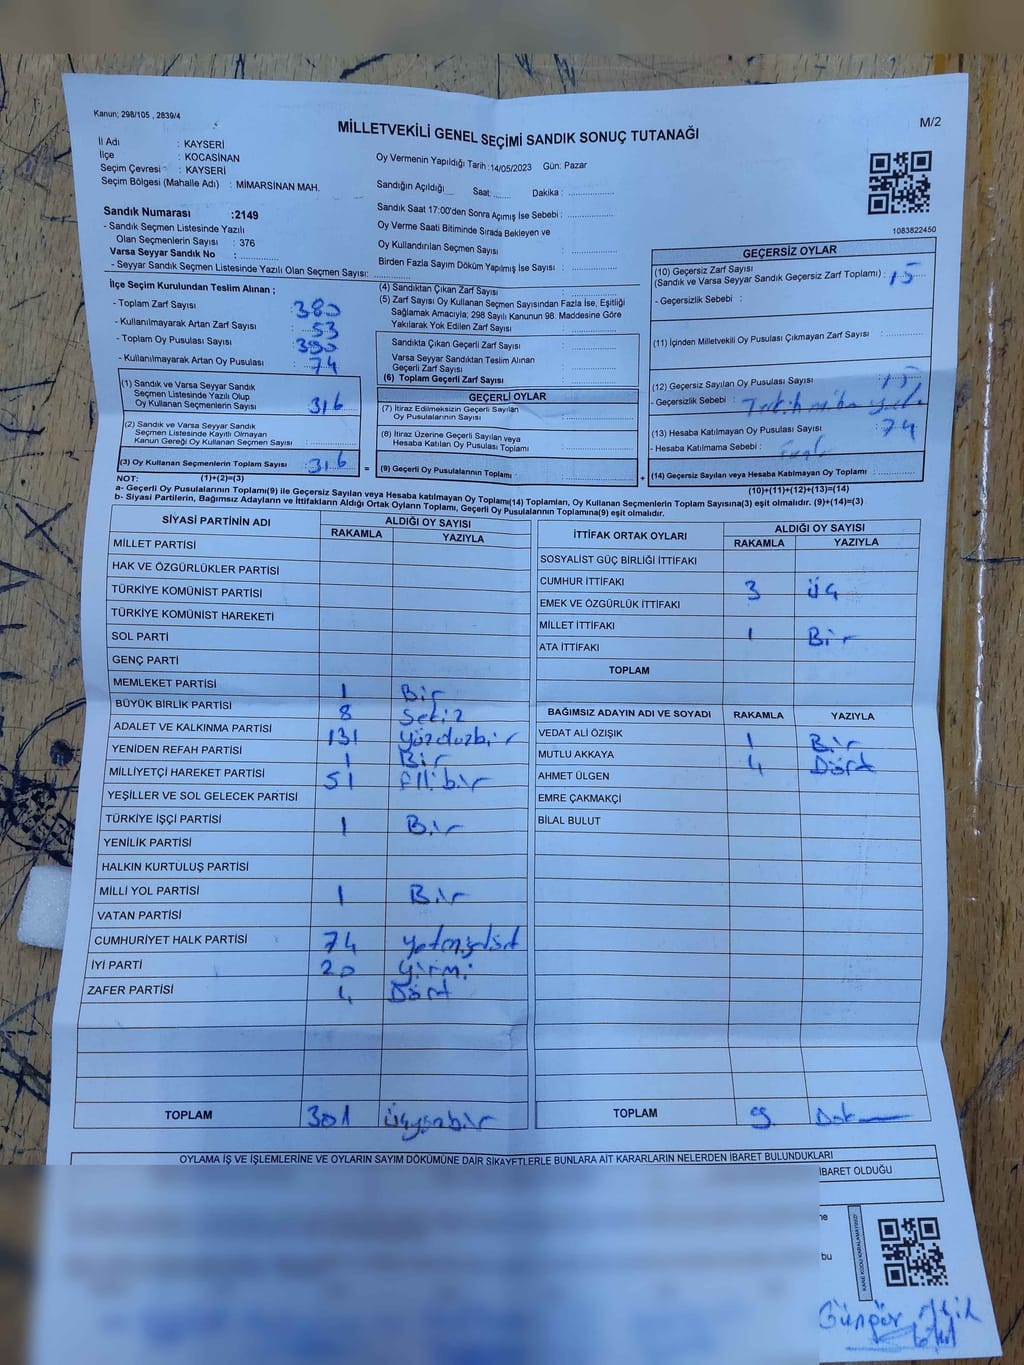 Kanun; 298/105 , 2839/4
MİLLETVEKİLİ GENEL SEÇİMİ SANDIK SONUÇ TUTANAĞI
M/2
İl Adı : KAYSERİ
İlçe : KOCASİNAN
Seçim Çevresi : KAYSERİ
Seçim Bölgesi (Mahalle Adı) : MİMARSİNAN MAH.
Sandık Numarası :2149
- Sandık Seçmen Listesinde Yazılı
Olan Seçmenlerin Sayısı : 376
Varsa Seyyar Sandık No :
- Seyyar Sandık Seçmen Listesinde Yazılı Olan Seçmen Sayısı:
İlçe Seçim Kurulundan Teslim Alınan ;
- Toplam Zarf Sayısı : 380
- Kullanılmayarak Artan Zarf Sayısı : 53
- Toplam Oy Pusulası Sayısı : 390
- Kullanılmayarak Artan Oy Pusulası : 74
(1) Sandık ve Varsa Seyyar Sandık
Seçmen Listesinde Yazılı Olup
Oy Kullanan Seçmenlerin Sayısı : 316
(2) Sandık ve Varsa Seyyar Sandık
Seçmen Listesinde Kayıtlı Olmayan
Kanun Gereği Oy Kullanan Seçmen Sayısı :
(3) Oy Kullanan Seçmenlerin Toplam Sayısı : 316
(1)+(2)=(3)
Oy Vermenin Yapıldığı Tarih :14/05/2023 Gün: Pazar
Sandığın Açıldığı Saat: Dakika :
Sandık Saat 17:00'den Sonra Açımış İse Sebebi :
Oy Verme Saati Bitiminde Sırada Bekleyen ve
Oy Kullandırılan Seçmen Sayısı :
Birden Fazla Sayım Döküm Yapılmış İse Sayısı :
(4) Sandıktan Çıkan Zarf Sayısı :
(5) Zarf Sayısı Oy Kullanan Seçmen Sayısından Fazla İse, Eşitliği
Sağlamak Amacıyla; 298 Sayılı Kanunun 98. Maddesine Göre
Yakılarak Yok Edilen Zarf Sayısı :
Sandıkta Çıkan Geçerli Zarf Sayısı :
Varsa Seyyar Sandıktan Teslim Alınan
Geçerli Zarf Sayısı :
(6) Toplam Geçerli Zarf Sayısı :
GEÇERLİ OYLAR
(7) İtiraz Edilmeksizin Geçerli Sayılan
Oy Pusulalarının Sayısı :
(8) İtiraz Üzerine Geçerli Sayılan veya
Hesaba Katılan Oy Pusulası Toplamı :
= (9) Geçerli Oy Pusulalarının Toplamı : +
1083822450
GEÇERSİZ OYLAR
(10) Geçersiz Zarf Sayısı
(Sandık ve Varsa Seyyar Sandık Geçersiz Zarf Toplamı) : 15
- Geçersizlik Sebebi :
(11) İçinden Milletvekili Oy Pusulası Çıkmayan Zarf Sayısı :
(12) Geçersiz Sayılan Oy Pusulası Sayısı : 15
- Geçersizlik Sebebi :
(13) Hesaba Katılmayan Oy Pusulası Sayısı : 74
- Hesaba Katılmama Sebebi :
(14) Geçersiz Sayılan veya Hesaba Katılmayan Oy Toplamı :
(10)+(11)+(12)+(13)=(14)
NOT:
a- Geçerli Oy Pusulalarının Toplamı(9) ile Geçersiz Sayılan veya Hesaba katılmayan Oy Toplamı(14) Toplamları, Oy Kullanan Seçmenlerin Toplam Sayısına(3) eşit olmalıdır. (9)+(14)=(3)
b- Siyasi Partilerin, Bağımsız Adayların ve İttifakların Aldığı Ortak Oyların Toplamı, Geçerli Oy Pusulalarının Toplamına(9) eşit olmalıdır.
SİYASİ PARTİNİN ADI ALDIĞI OY SAYISI
RAKAMLA YAZIYLA
MİLLET PARTİSİ
HAK VE ÖZGÜRLÜKLER PARTİSİ
TÜRKİYE KOMÜNİST PARTİSİ
TÜRKİYE KOMÜNİST HAREKETİ
SOL PARTİ
GENÇ PARTİ
MEMLEKET PARTİSİ 1 Bir
BÜYÜK BİRLİK PARTİSİ 8 Sekiz
ADALET VE KALKINMA PARTİSİ 131 yüzotuzbir
YENİDEN REFAH PARTİSİ 1 Bir
MİLLİYETÇİ HAREKET PARTİSİ 51 ellibir
YEŞİLLER VE SOL GELECEK PARTİSİ
TÜRKİYE İŞÇİ PARTİSİ 1 Bir
YENİLİK PARTİSİ
HALKIN KURTULUŞ PARTİSİ
MİLLİ YOL PARTİSİ 1 Bir
VATAN PARTİSİ
CUMHURİYET HALK PARTİSİ 74 yetmişdört
İYİ PARTİ 20 yirmi
ZAFER PARTİSİ 4 Dört
TOPLAM 301 üçyüzbir
İTTİFAK ORTAK OYLARI ALDIĞI OY SAYISI
RAKAMLA YAZIYLA
SOSYALİST GÜÇ BİRLİĞİ İTTİFAKI
CUMHUR İTTİFAKI 3 üç
EMEK VE ÖZGÜRLÜK İTTİFAKI
MİLLET İTTİFAKI 1 Bir
ATA İTTİFAKI
TOPLAM
BAĞIMSIZ ADAYIN ADI VE SOYADI RAKAMLA YAZIYLA
VEDAT ALİ ÖZIŞIK 1 Bir
MUTLU AKKAYA 4 Dört
AHMET ÜLGEN
EMRE ÇAKMAKÇİ
BİLAL BULUT
TOPLAM 9
OYLAMA İŞ VE İŞLEMLERİNE VE OYLARIN SAYIM DÖKÜMÜNE DAİR ŞİKAYETLERLE BUNLARA AİT KARARLARIN NELERDEN İBARET BULUNDUKLARI
İBARET OLDUĞU
ne
bu
KARE KODU KARALAMAYINIZ!
Güngör